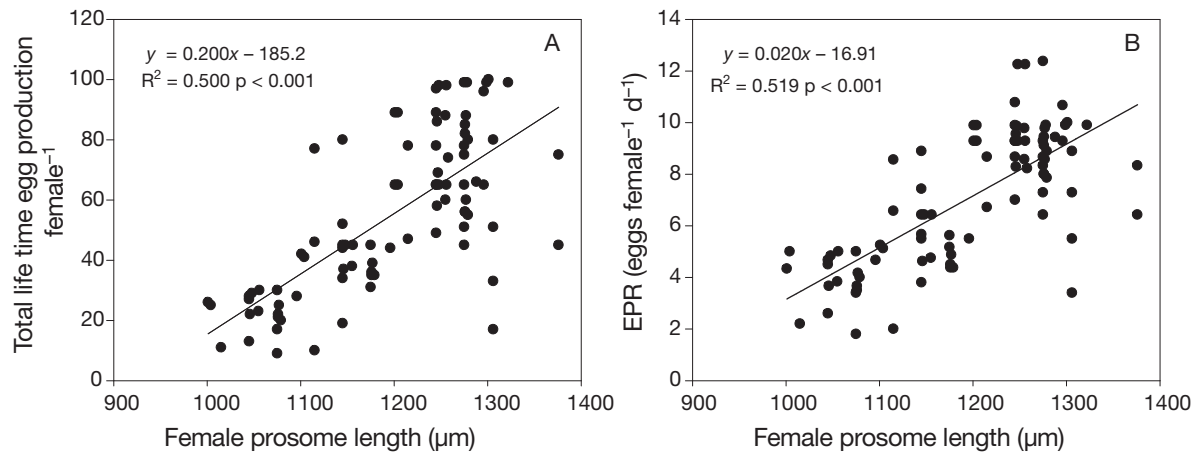 A
y = 0.200x – 185.2
R² = 0.500 p < 0.001
120
100
80
60
40
20
0
900 1000 1100 1200 1300 1400
Total life time egg production
female⁻¹
Female prosome length (µm)
B
y = 0.020x – 16.91
R² = 0.519 p < 0.001
14
12
10
8
6
4
2
0
900 1000 1100 1200 1300 1400
EPR (eggs female⁻¹ d⁻¹)
Female prosome length (µm)